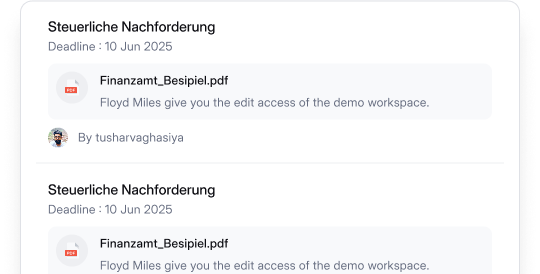 Steuerliche Nachforderung
Deadline : 10 Jun 2025
PDF
Finanzamt_Besipiel.pdf
Floyd Miles give you the edit access of the demo workspace.
By tusharvaghasiya
Steuerliche Nachforderung
Deadline : 10 Jun 2025
PDF
Finanzamt_Besipiel.pdf
Floyd Miles give you the edit access of the demo workspace.